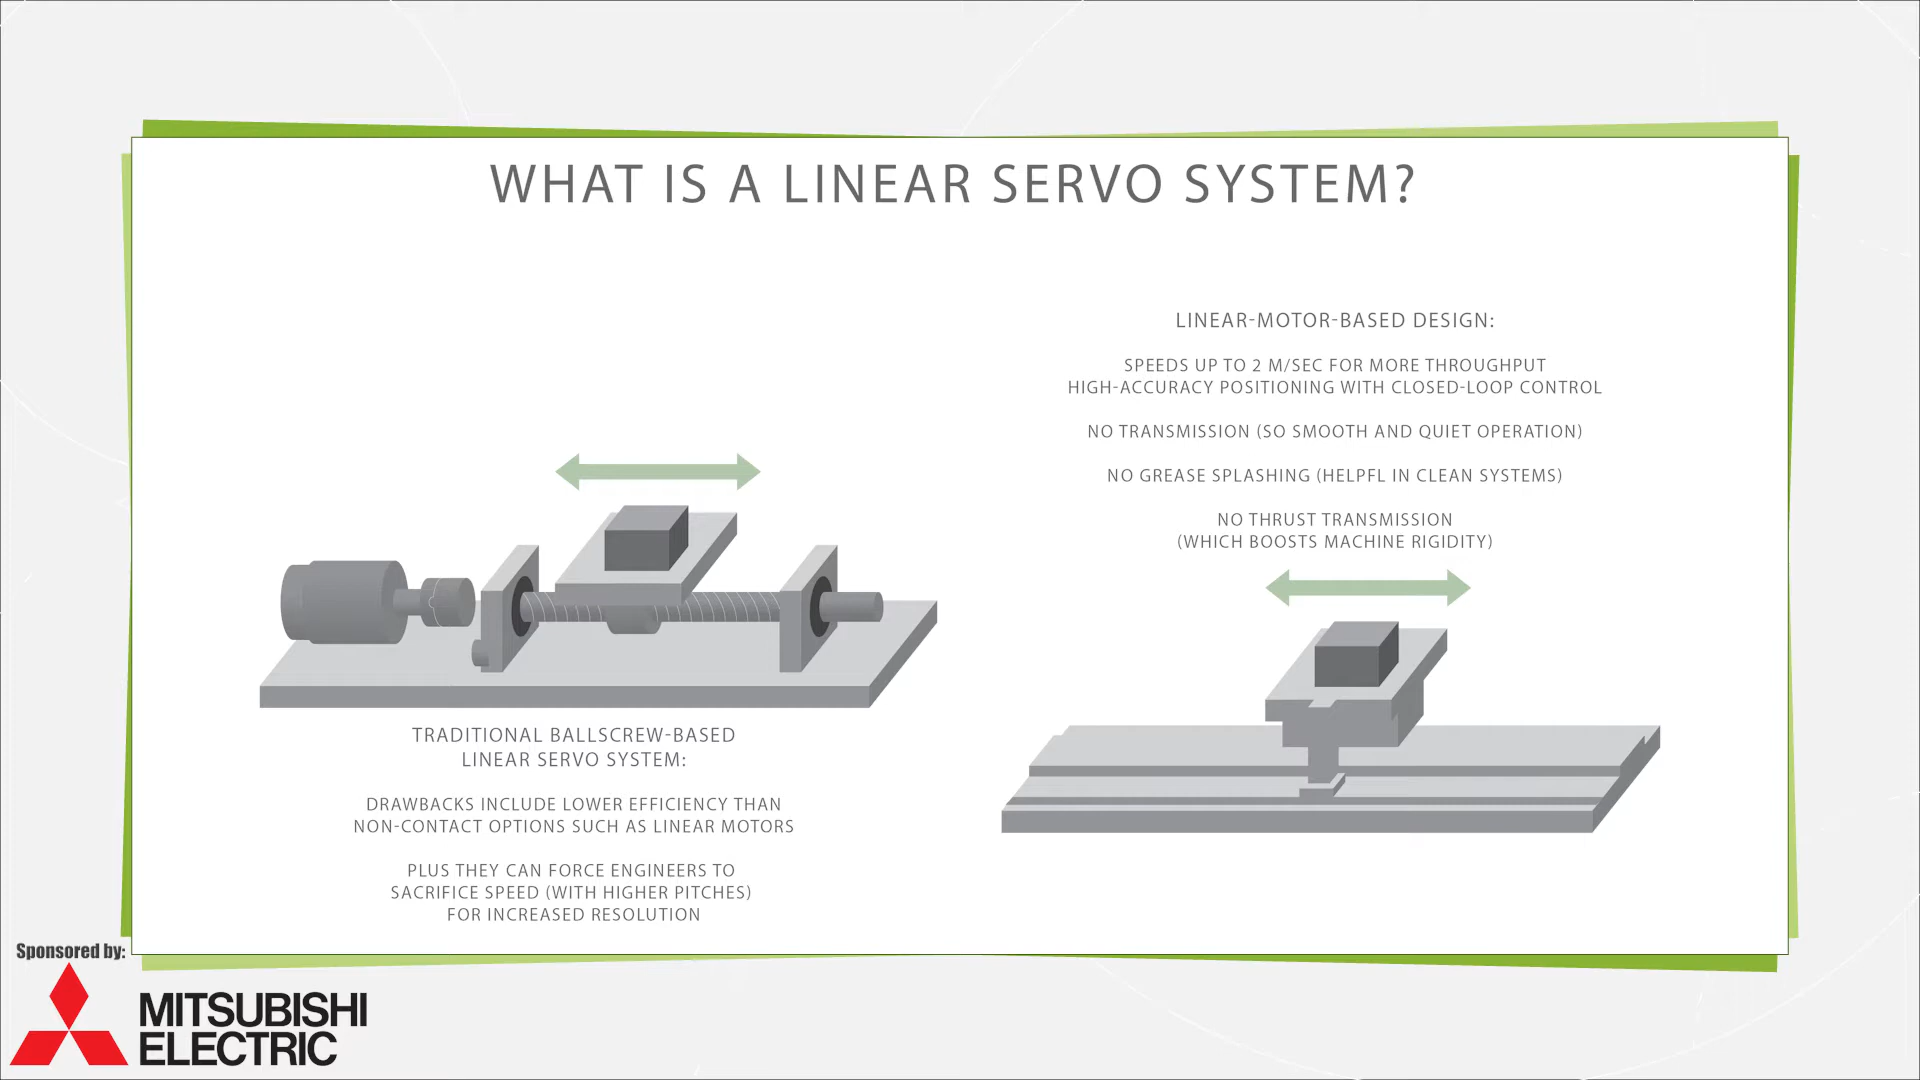 WHAT IS A LINEAR SERVO SYSTEM?
LINEAR-MOTOR-BASED DESIGN:
SPEEDS UP TO 2 M/SEC FOR MORE THROUGHPUT
HIGH-ACCURACY POSITIONING WITH CLOSED-LOOP CONTROL
NO TRANSMISSION (SO SMOOTH AND QUIET OPERATION)
NO GREASE SPLASHING (HELPFL IN CLEAN SYSTEMS)
NO THRUST TRANSMISSION
(WHICH BOOSTS MACHINE RIGIDITY)
TRADITIONAL BALLSCREW-BASED
LINEAR SERVO SYSTEM:
DRAWBACKS INCLUDE LOWER EFFICIENCY THAN
NON-CONTACT OPTIONS SUCH AS LINEAR MOTORS
PLUS THEY CAN FORCE ENGINEERS TO
SACRIFICE SPEED (WITH HIGHER PITCHES)
FOR INCREASED RESOLUTION
Sponsored by:
MITSUBISHI
ELECTRIC